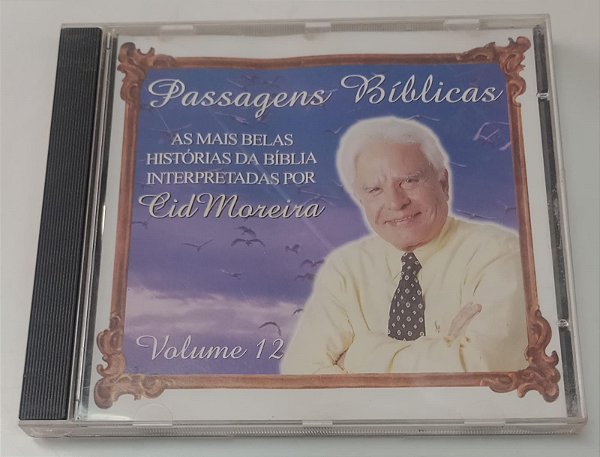 Passagens Bíblicas
AS MAIS BELAS
HISTÓRIAS DA BÍBLIA
INTERPRETADAS POR
Cid Moreira
Volume 12